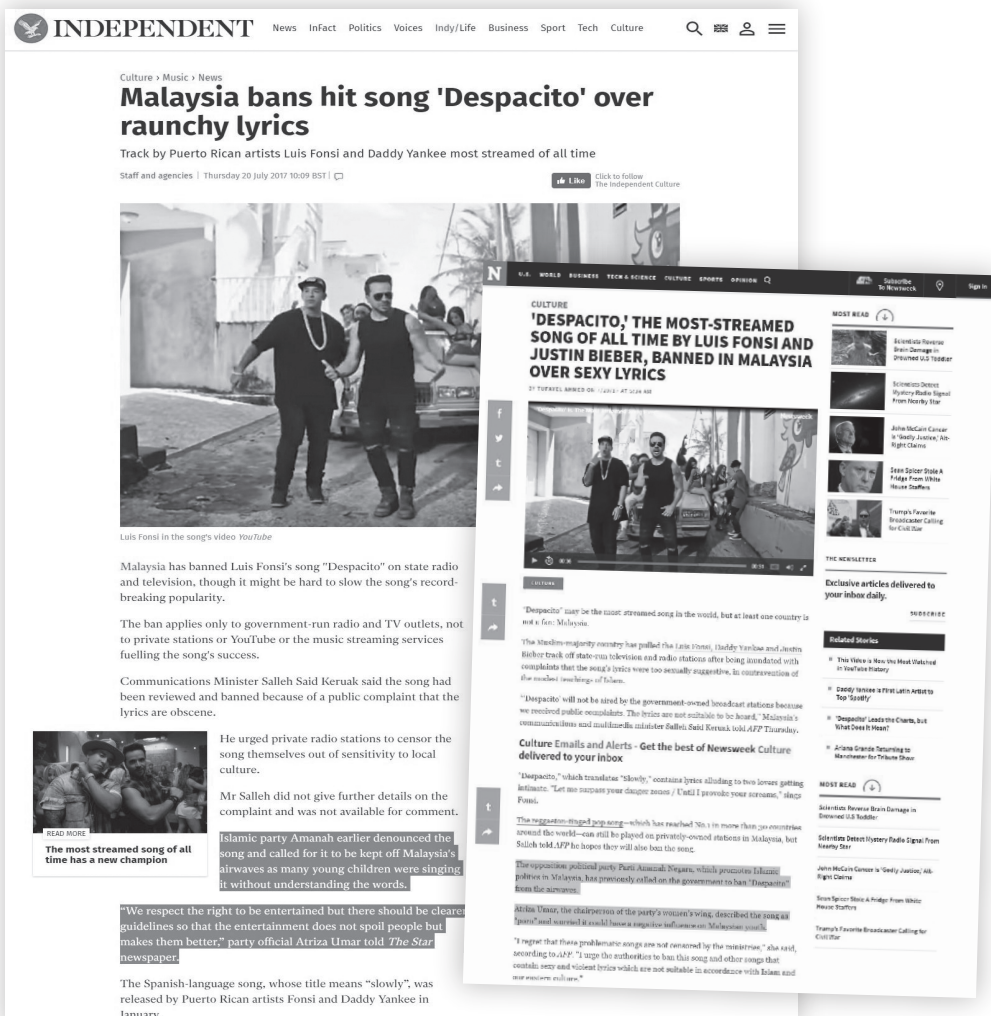 INDEPENDENT
News InFact Politics Voices Indy/Life Business Sport Tech Culture
Culture › Music › News
Malaysia bans hit song 'Despacito' over
raunchy lyrics
Track by Puerto Rican artists Luis Fonsi and Daddy Yankee most streamed of all time
Staff and agencies | Thursday 20 July 2017 10:09 BST |
Like
Click to follow
The Independent Culture
Luis Fonsi in the song's video YouTube
Malaysia has banned Luis Fonsi's song "Despacito" on state radio
and television, though it might be hard to slow the song's record-
breaking popularity.
The ban applies only to government-run radio and TV outlets, not
to private stations or YouTube or the music streaming services
fuelling the song's success.
Communications Minister Salleh Said Keruak said the song had
been reviewed and banned because of a public complaint that the
lyrics are obscene.
READ MORE
The most streamed song of all
time has a new champion
He urged private radio stations to censor the
song themselves out of sensitivity to local
culture.
Mr Salleh did not give further details on the
complaint and was not available for comment.
Islamic party Amanah earlier denounced the
song and called for it to be kept off Malaysia's
airwaves as many young children were singing
it without understanding the words.
"We respect the right to be entertained but there should be clearer
guidelines so that the entertainment does not spoil people but
makes them better," party official Atriza Umar told The Star
newspaper.
The Spanish-language song, whose title means "slowly", was
released by Puerto Rican artists Fonsi and Daddy Yankee in
January.
N
U.S. WORLD BUSINESS TECH & SCIENCE CULTURE SPORTS OPINION
Subscribe
To Newsweek
Sign In
CULTURE
'DESPACITO,' THE MOST-STREAMED
SONG OF ALL TIME BY LUIS FONSI AND
JUSTIN BIEBER, BANNED IN MALAYSIA
OVER SEXY LYRICS
BY TUFAYEL AHMED ON
Newsweek
CULTURE
"Despacito" may be the most-streamed song in the world, but at least one country is
not a fan: Malaysia.
The Muslim-majority country has pulled the Luis Fonsi, Daddy Yankee and Justin
Bieber track off state-run television and radio stations after being inundated with
complaints that the song's lyrics were too sexually suggestive, in contravention of
the modest teachings of Islam.
"'Despacito' will not be aired by the government-owned broadcast stations because
we received public complaints. The lyrics are not suitable to be heard," Malaysia's
communications and multimedia minister Salleh Said Keruak told AFP Thursday.
Culture Emails and Alerts - Get the best of Newsweek Culture
delivered to your inbox
"Despacito," which translates "Slowly," contains lyrics alluding to two lovers getting
intimate. "Let me surpass your danger zones / Until I provoke your screams," sings
Fonsi.
The reggaeton-tinged pop song—which has reached No.1 in more than 30 countries
around the world—can still be played on privately-owned stations in Malaysia, but
Salleh told AFP he hopes they will also ban the song.
The opposition political party Parti Amanah Negara, which promotes Islamic
politics in Malaysia, has previously called on the government to ban "Despacito"
from the airwaves.
Atriza Umar, the chairperson of the party's women's wing, described the song as
"porn" and worried it could have a negative influence on Malaysian youth.
"I regret that these problematic songs are not censored by the ministries," she said,
according to AFP. "I urge the authorities to ban this song and other songs that
contain sexy and violent lyrics which are not suitable in accordance with Islam and
our eastern culture."
MOST READ
Scientists Reverse
Brain Damage in
Drowned U.S Toddler
Scientists Detect
Mystery Radio Signal
From Nearby Star
John McCain Cancer
Is 'Godly Justice,' Alt-
Right Claims
Sean Spicer Stole A
Fridge From White
House Staffers
Trump's Favorite
Broadcaster Calling
for Civil War
THE NEWSLETTER
Exclusive articles delivered to
your inbox daily.
SUBSCRIBE
Related Stories
This Video is Now the Most Watched
in YouTube History
Daddy Yankee is First Latin Artist to
Top 'Spotify'
'Despacito' Leads the Charts, but
What Does It Mean?
Ariana Grande Returning to
Manchester for Tribute Show
MOST READ
Scientists Reverse Brain Damage in
Drowned U.S Toddler
Scientists Detect Mystery Radio Signal From
Nearby Star
John McCain Cancer Is 'Godly Justice,' Alt-
Right Claims
Sean Spicer Stole A Fridge From White
House Staffers
Trump's Favorite Broadcaster Calling for
Civil War